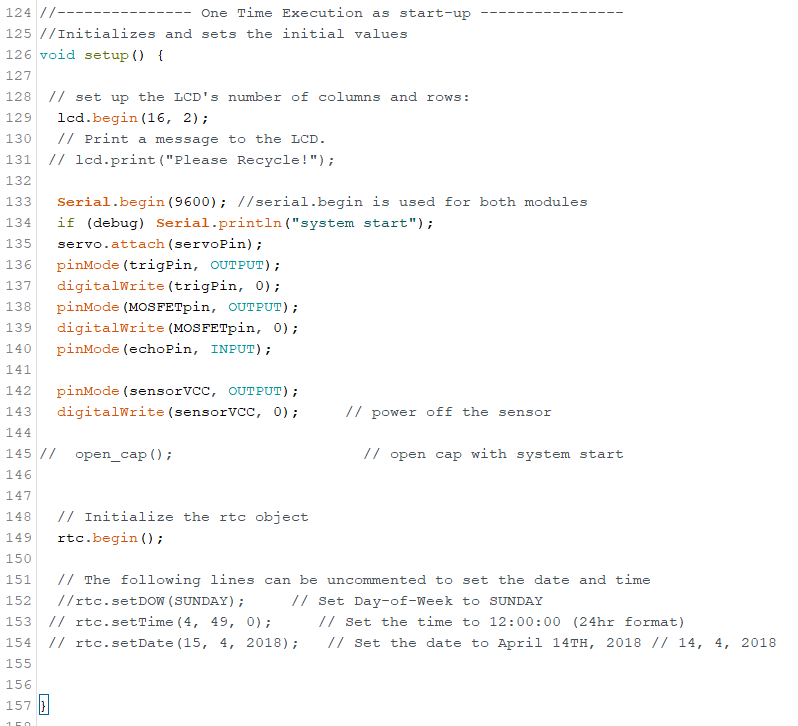 124 //--------------- One Time Execution as start-up ----------------
125 //Initializes and sets the initial values
126 void setup() {
127
128  // set up the LCD's number of columns and rows:
129   lcd.begin(16, 2);
130   // Print a message to the LCD.
131  // lcd.print("Please Recycle!");
132
133   Serial.begin(9600); //serial.begin is used for both modules
134   if (debug) Serial.println("system start");
135   servo.attach(servoPin);
136   pinMode(trigPin, OUTPUT);
137   digitalWrite(trigPin, 0);
138   pinMode(MOSFETpin, OUTPUT);
139   digitalWrite(MOSFETpin, 0);
140   pinMode(echoPin, INPUT);
141
142   pinMode(sensorVCC, OUTPUT);
143   digitalWrite(sensorVCC, 0);     // power off the sensor
144
145 //  open_cap();                     // open cap with system start
146
147
148   // Initialize the rtc object
149   rtc.begin();
150
151   // The following lines can be uncommented to set the date and time
152   //rtc.setDOW(SUNDAY);     // Set Day-of-Week to SUNDAY
153  // rtc.setTime(4, 49, 0);     // Set the time to 12:00:00 (24hr format)
154  // rtc.setDate(15, 4, 2018);   // Set the date to April 14TH, 2018 // 14, 4, 2018
155
156
157 }